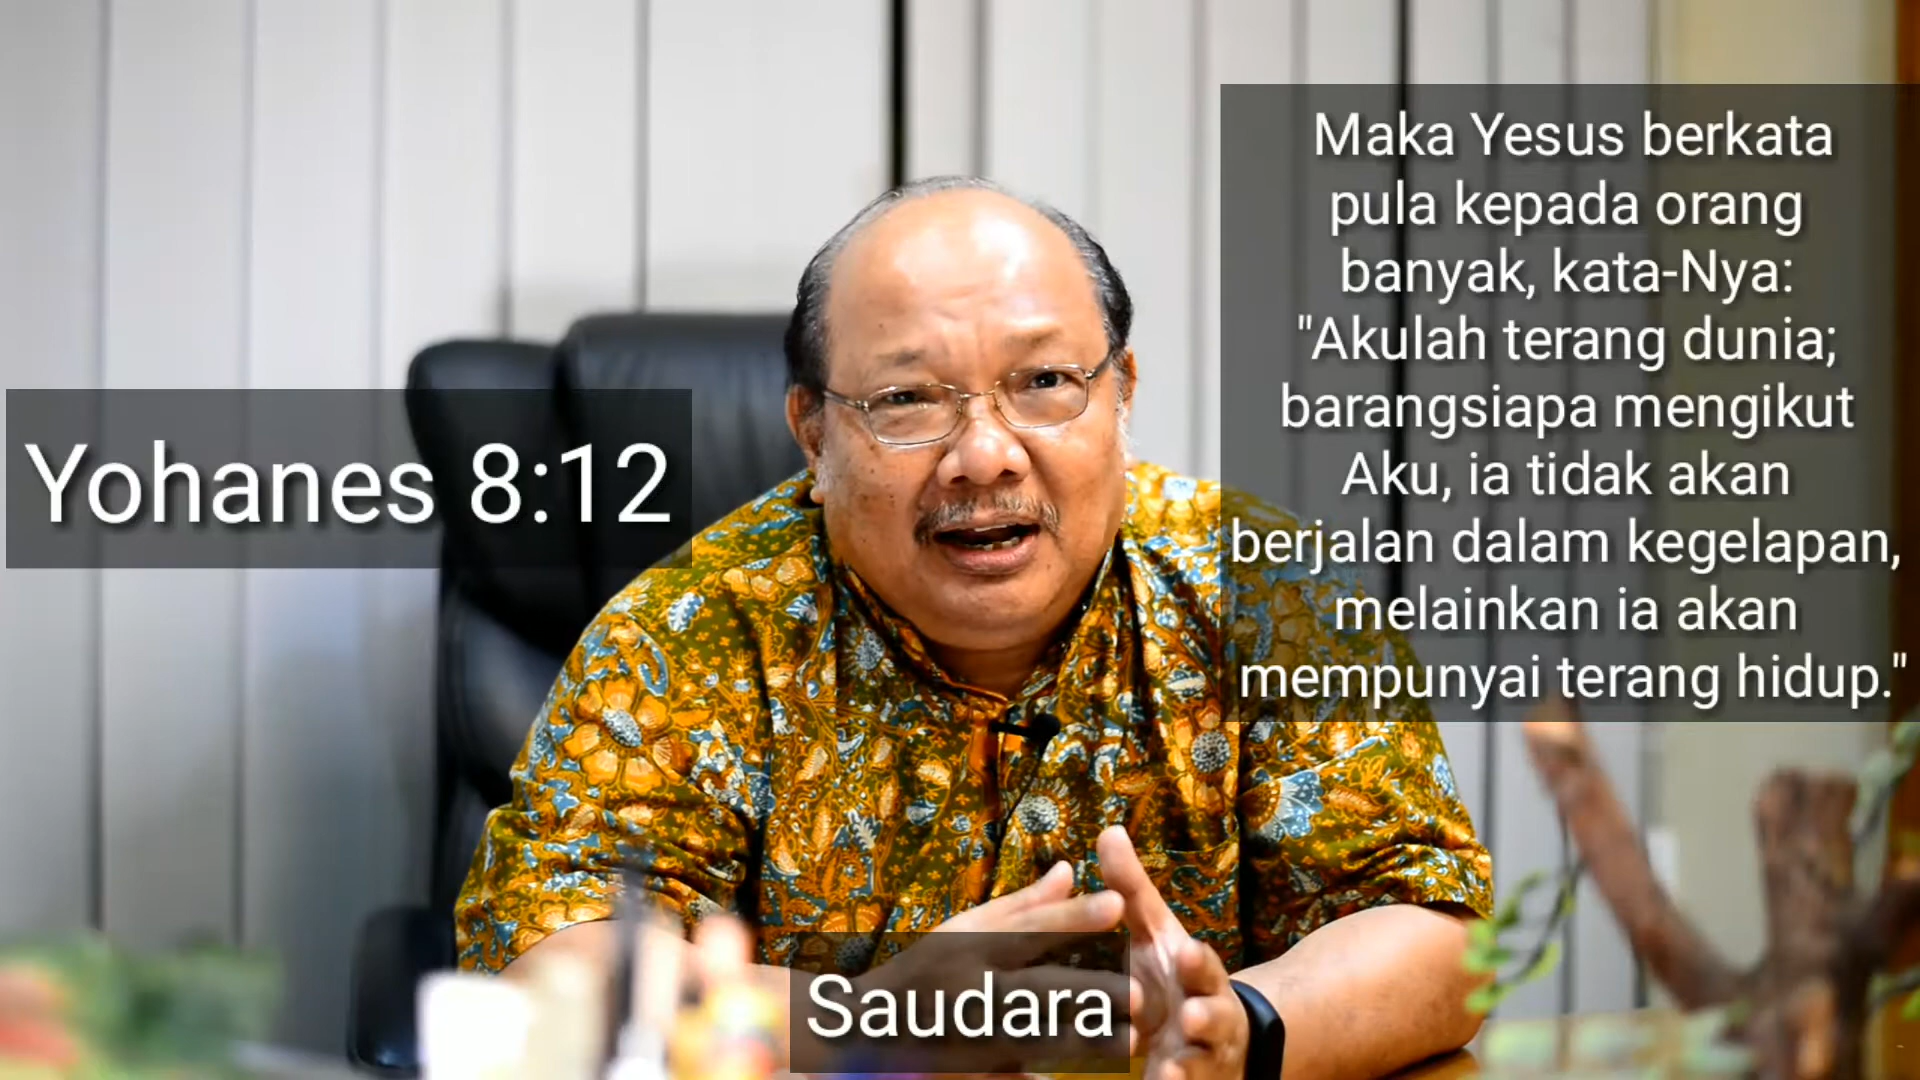 Yohanes 8:12
Maka Yesus berkata
pula kepada orang
banyak, kata-Nya:
"Akulah terang dunia;
barangsiapa mengikut
Aku, ia tidak akan
berjalan dalam kegelapan,
melainkan ia akan
mempunyai terang hidup."
Saudara